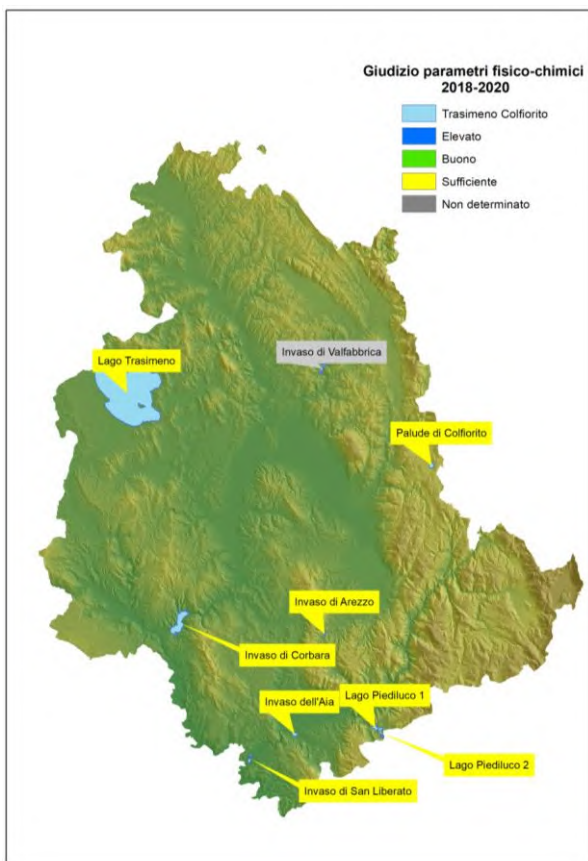 Giudizio parametri fisico-chimici
2018-2020
Trasimeno Colfiorito
Elevato
Buono
Sufficiente
Non determinato
Lago Trasimeno
Invaso di Valfabbrica
Palude di Colfiorito
Invaso di Arezzo
Invaso di Corbara
Invaso dell'Aia
Lago Piediluco 1
Lago Piediluco 2
Invaso di San Liberato